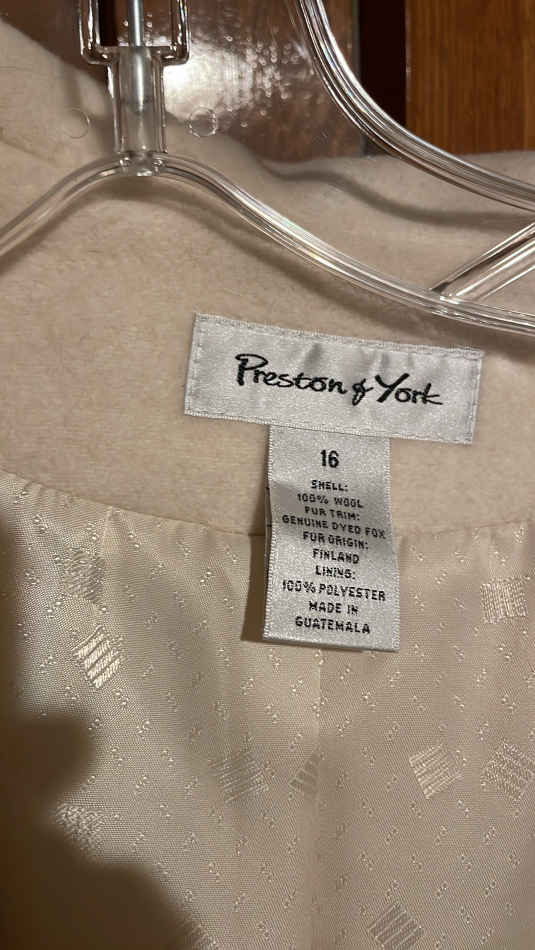 Preston & York
16
SHELL:
100% WOOL
FUR TRIM:
GENUINE DYED FOX
FUR ORIGIN:
FINLAND
LINING:
100% POLYESTER
MADE IN
GUATEMALA